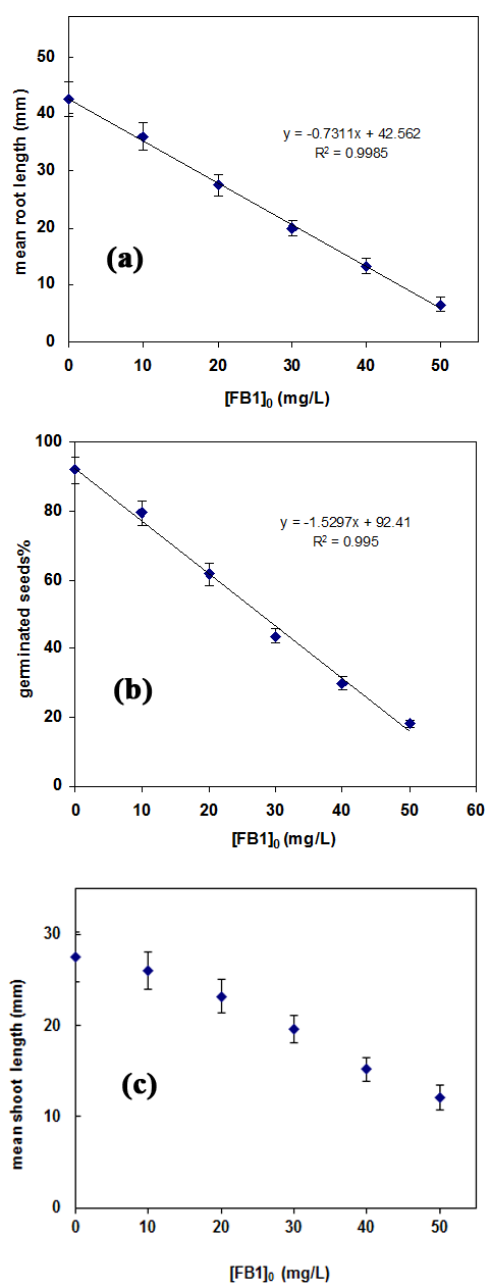 50
40
30
20
10
0
mean root length (mm)
y = -0.7311x + 42.562
R² = 0.9985
(a)
0 10 20 30 40 50
[FB1]₀ (mg/L)
100
80
60
40
20
0
germinated seeds%
y = -1.5297x + 92.41
R² = 0.995
(b)
0 10 20 30 40 50 60
[FB1]₀ (mg/L)
30
20
10
0
mean shoot length (mm)
(c)
0 10 20 30 40 50
[FB1]₀ (mg/L)